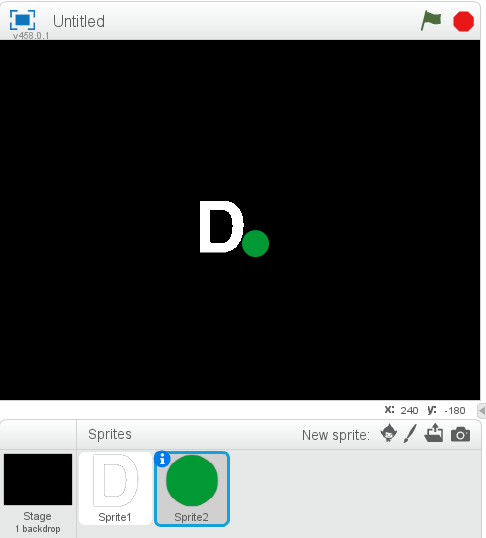 Untitled
v458.0.1
D
x: 240 y: -180
Sprites
New sprite:
D
Stage
1 backdrop
Sprite1
i
Sprite2